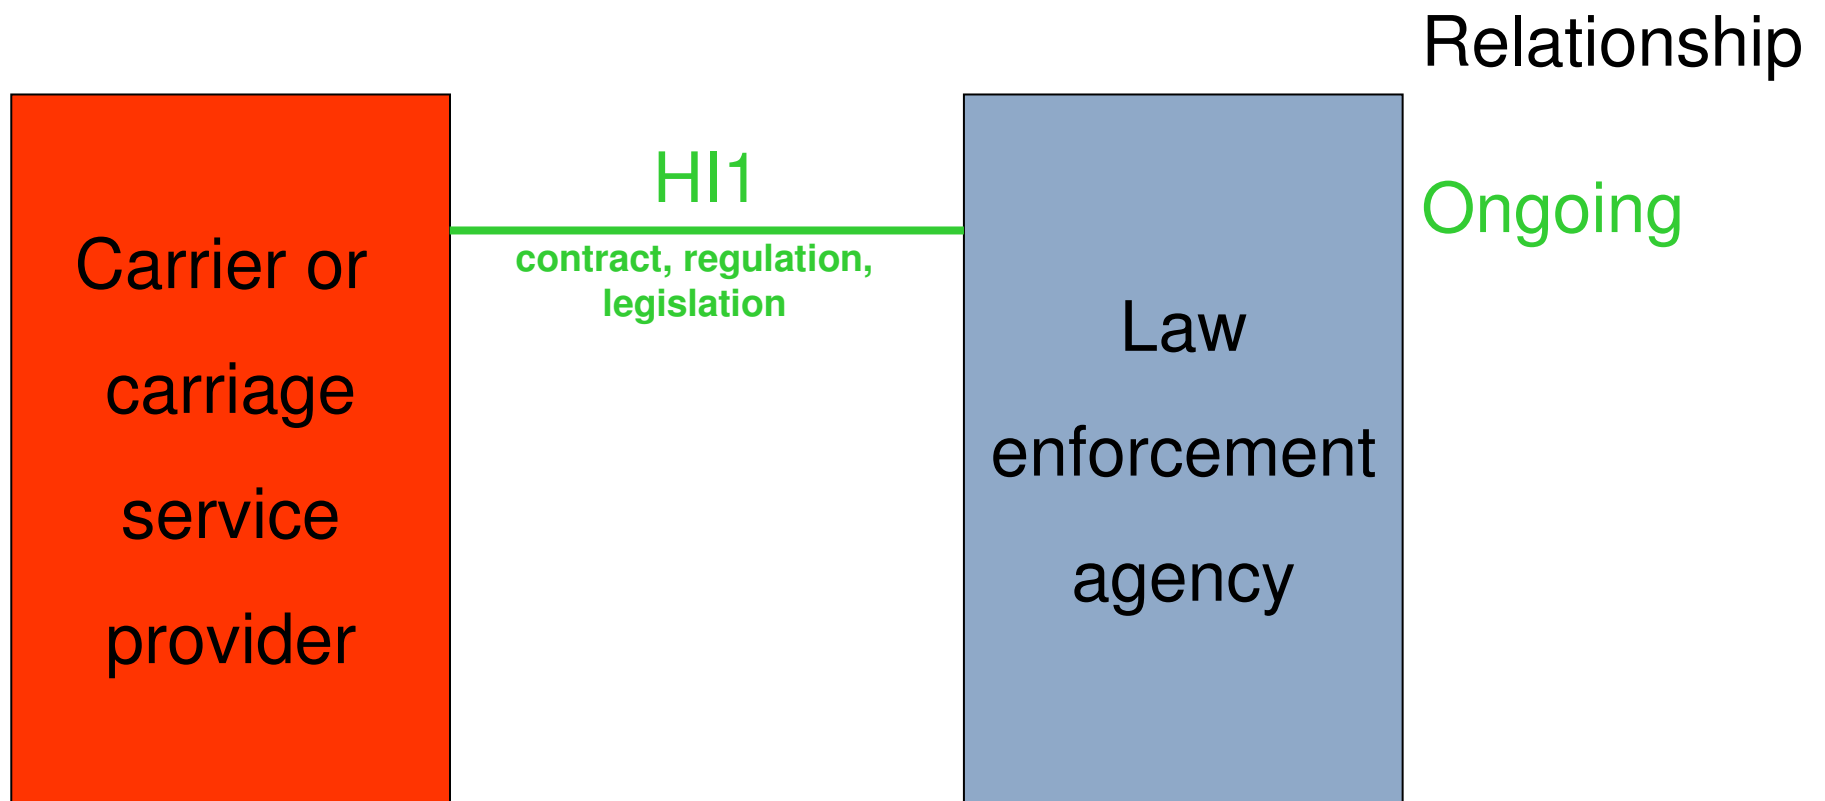 Relationship
Carrier or
carriage
service
provider
HI1
contract, regulation,
legislation
Law
enforcement
agency
Ongoing